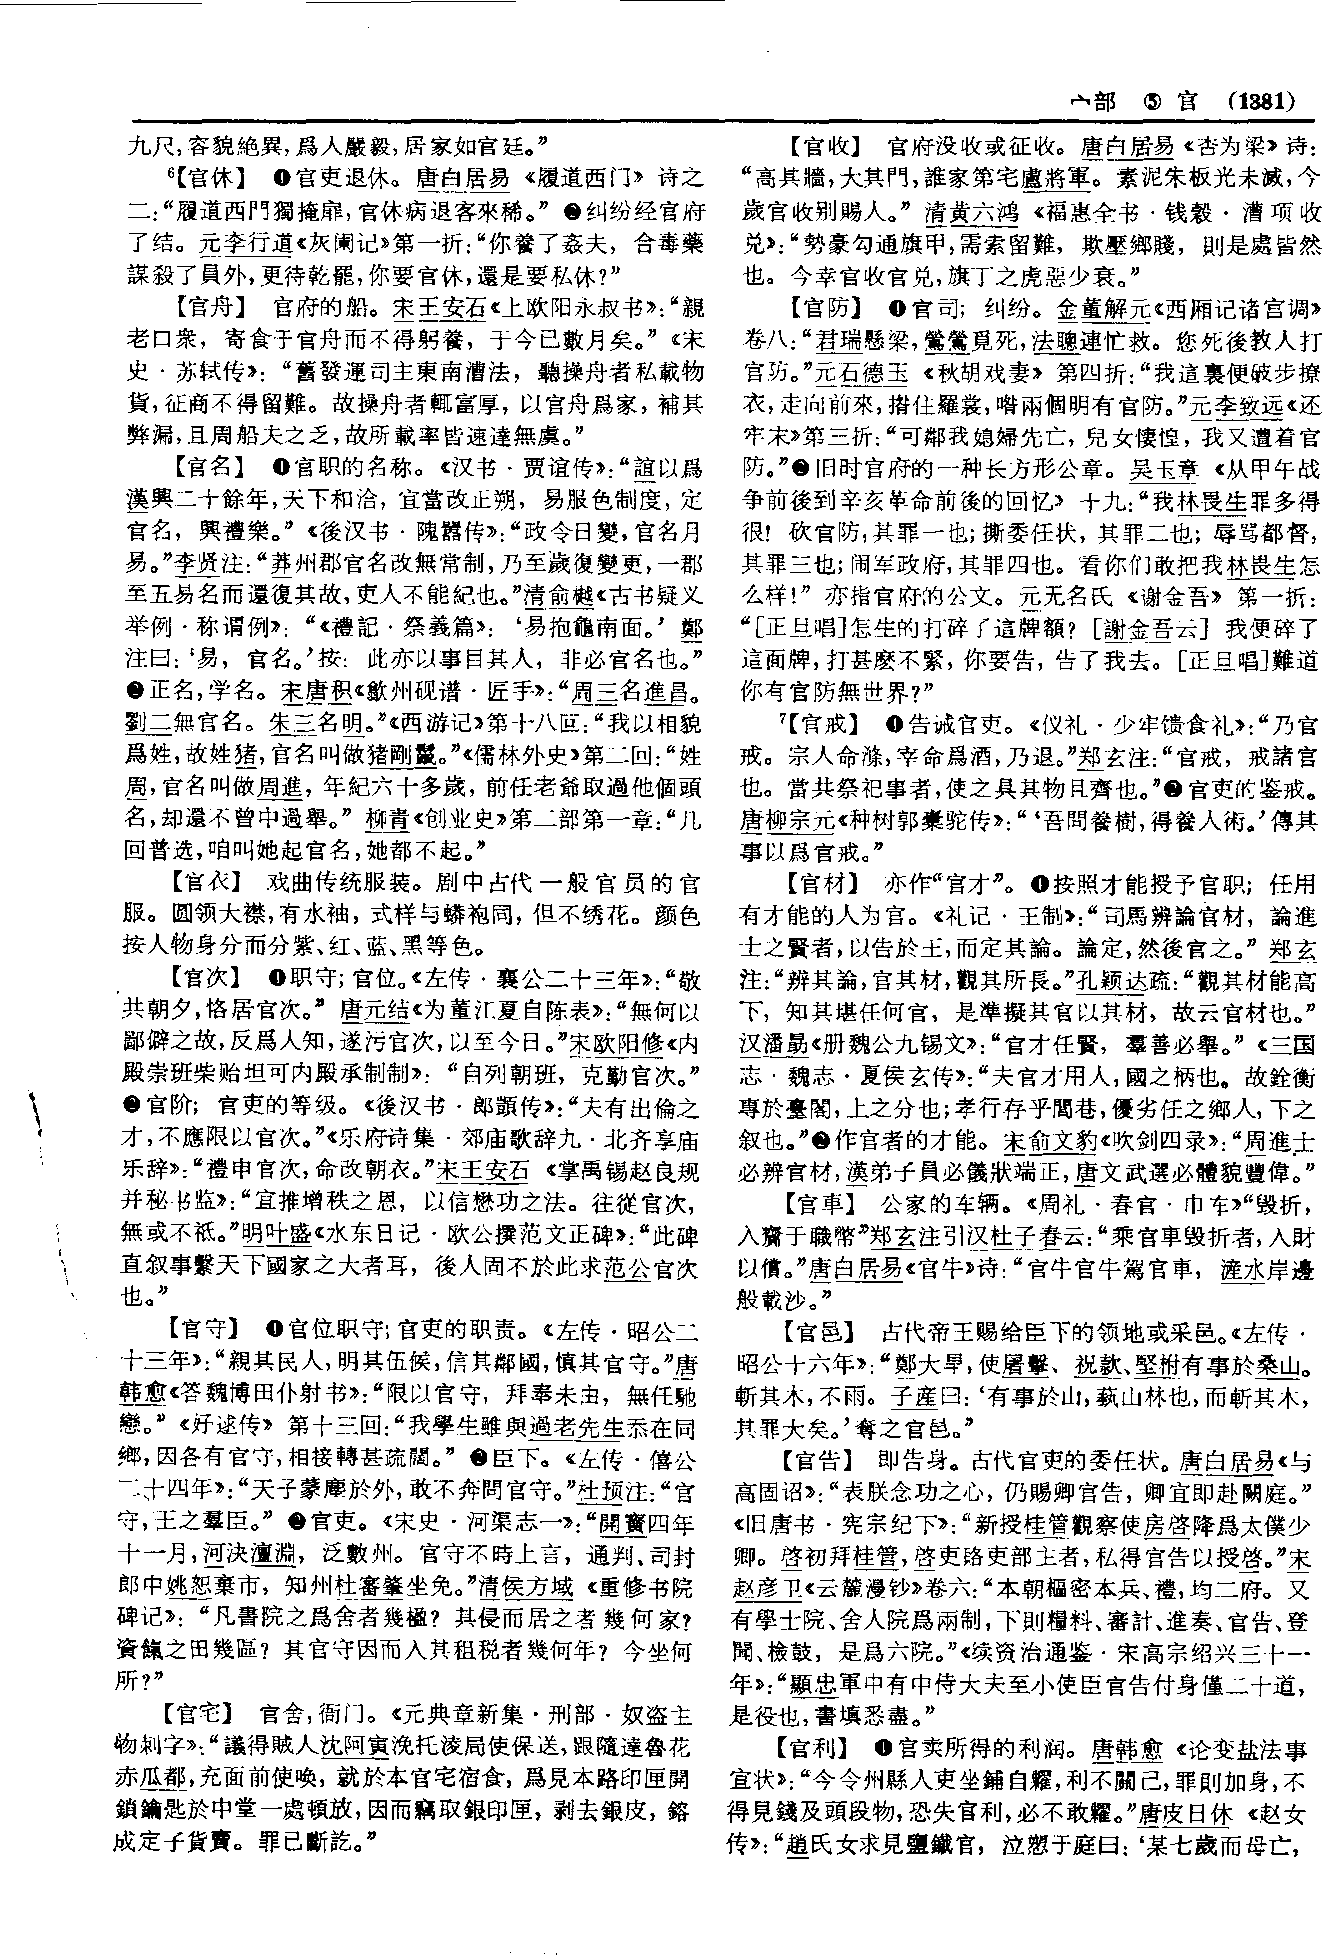 宀部 ⑤ 官 (1381)
九尺,容貌絶異,爲人嚴毅,居家如官廷。”
⁶【官休】 ❶官吏退休。唐白居易《履道西门》诗之
二:“履道西門獨掩扉,官休病退客來稀。” ❷纠纷经官府
了结。元李行道《灰阑记》第一折:“你養了姦夫, 合毒藥
謀殺了員外,更待乾罷,你要官休,還是要私休?”
【官舟】 官府的船。宋王安石《上欧阳永叔书》:“親
老口衆, 寄食于官舟而不得躬養, 于今已數月矣。”《宋
史·苏轼传》: “舊發運司主東南漕法, 聽操舟者私載物
貨,征商不得留難。故操舟者輒富厚, 以官舟爲家, 補其
弊漏,且周船夫之乏,故所載率皆速達無虞。”
【官名】 ❶官职的名称。《汉书·贾谊传》:“誼以爲
漢興二十餘年,天下和洽, 宜當改正朔, 易服色制度, 定
官名, 興禮樂。”《後汉书·隗嚣传》:“政令日變,官名月
易。”李贤注:“莽州郡官名改無常制,乃至歲復變更,一郡
至五易名而還復其故,吏人不能紀也。”清俞樾《古书疑义
举例·称谓例》: “《禮記·祭義篇》: ‘易抱龜南面。’ 鄭
注曰:‘易, 官名。’按: 此亦以事目其人, 非必官名也。”
❷正名,学名。宋唐积《歙州砚谱·匠手》:“周三名進昌。
劉二無官名。朱三名明。”《西游记》第十八回:“我以相貌
爲姓,故姓猪,官名叫做猪剛鬣。”《儒林外史》第二回:“姓
周,官名叫做周進, 年紀六十多歲, 前任老爺取過他個頭
名,却還不曾中過舉。” 柳青《创业史》第二部第一章:“几
回普选,咱叫她起官名,她都不起。”
【官衣】 戏曲传统服装。剧中古代一般官员的官
服。圆领大襟,有水袖, 式样与蟒袍同, 但不绣花。颜色
按人物身分而分紫、红、蓝、黑等色。
【官次】 ❶职守;官位。《左传·襄公二十三年》:“敬
共朝夕,恪居官次。” 唐元结《为董江夏自陈表》:“無何以
鄙僻之故,反爲人知,遂污官次,以至今日。”宋欧阳修《内
殿崇班柴贻坦可内殿承制制》: “自列朝班, 克勤官次。”
❷官阶; 官吏的等级。《後汉书·郎顗传》:“夫有出倫之
才,不應限以官次。”《乐府诗集·郊庙歌辞九·北齐享庙
乐辞》:“禮申官次,命改朝衣。”宋王安石《掌禹锡赵良规
并秘书监》:“宜推增秩之恩, 以信懋功之法。往從官次,
無或不祗。”明叶盛《水东日记·欧公撰范文正碑》:“此碑
直叙事繫天下國家之大者耳, 後人固不於此求范公官次
也。”
【官守】 ❶官位职守;官吏的职责。《左传·昭公二
十三年》:“親其民人,明其伍候,信其鄰國,慎其官守。”唐
韩愈《答魏博田仆射书》:“限以官守, 拜奉未由, 無任馳
戀。”《好逑传》 第十三回:“我學生雖與過老先生忝在同
鄉,因各有官守,相接轉甚疏闊。” ❷臣下。《左传·僖公
二十四年》:“天子蒙塵於外,敢不奔問官守。”杜预注:“官
守,王之羣臣。” ❸官吏。《宋史·河渠志一》:“開寶四年
十一月,河決澶淵, 泛數州。官守不時上言, 通判、司封
郎中姚恕棄市, 知州杜審肇坐免。”清侯方域《重修书院
碑记》: “凡書院之爲舍者幾楹? 其侵而居之者幾何家?
資餼之田幾區? 其官守因而入其租税者幾何年? 今坐何
所?”
【官宅】 官舍,衙门。《元典章新集·刑部·奴盗主
物刺字》:“議得賊人沈阿寅浼托淩局使保送,跟隨達魯花
赤瓜都,充面前使喚, 就於本官宅宿食, 爲見本路印匣開
鎖鑰匙於中堂一處頓放,因而竊取銀印匣, 剥去銀皮, 鎔
成定子貨賣。罪已斷訖。”
【官收】 官府没收或征收。唐白居易《杏为梁》诗:
“高其牆,大其門,誰家第宅盧將軍。素泥朱板光未滅,今
歲官收别賜人。” 清黄六鸿《福惠全书·钱穀·漕项收
兑》:“勢豪勾通旗甲,需索留難, 欺壓鄉賤, 則是處皆然
也。今幸官收官兑,旗丁之虎惡少衰。”
【官防】 ❶官司; 纠纷。金董解元《西厢记诸宫调》
卷八:“君瑞懸梁,鶯鶯覓死,法聰連忙救。您死後教人打
官防。”元石德玉《秋胡戏妻》 第四折:“我這裏便破步撩
衣,走向前來,揝住羅裳,喒兩個明有官防。”元李致远《还
牢末》第三折:“可鄰我媳婦先亡, 兒女悽惶, 我又遭着官
防。”❷旧时官府的一种长方形公章。吴玉章《从甲午战
争前後到辛亥革命前後的回忆》 十九:“我林畏生罪多得
很! 砍官防,其罪一也;撕委任状, 其罪二也; 辱骂都督,
其罪三也;闹军政府,其罪四也。看你们敢把我林畏生怎
么样!” 亦指官府的公文。元无名氏《谢金吾》 第一折:
“[正旦唱]怎生的打碎了這牌額? [謝金吾云] 我便碎了
這面牌,打甚麽不緊, 你要告, 告了我去。[正旦唱]難道
你有官防無世界?”
⁷【官戒】 ❶告诫官吏。《仪礼·少牢馈食礼》:“乃官
戒。宗人命滌,宰命爲酒,乃退。”郑玄注:“官戒, 戒諸官
也。當共祭祀事者,使之具其物且齊也。”❷官吏的鉴戒。
唐柳宗元《种树郭橐驼传》:“‘吾問養樹,得養人術。’傳其
事以爲官戒。”
【官材】 亦作“官才”。❶按照才能授予官职; 任用
有才能的人为官。《礼记·王制》:“司馬辨論官材, 論進
士之賢者,以告於王,而定其論。論定,然後官之。” 郑玄
注:“辨其論,官其材,觀其所長。”孔颖达疏:“觀其材能高
下, 知其堪任何官, 是準擬其官以其材, 故云官材也。”
汉潘勗《册魏公九锡文》:“官才任賢, 羣善必舉。”《三国
志·魏志·夏侯玄传》:“夫官才用人,國之柄也。故銓衡
專於臺閣,上之分也;孝行存乎閭巷,優劣任之鄉人,下之
叙也。”❷作官者的才能。宋俞文豹《吹剑四录》:“周進士
必辨官材,漢弟子員必儀狀端正,唐文武選必體貌豐偉。”
【官車】 公家的车辆。《周礼·春官·巾车》“毁折,
入齎于職幣”郑玄注引汉杜子春云:“乘官車毁折者,入財
以償。”唐白居易《官牛》诗:“官牛官牛駕官車, 滻水岸邊
般載沙。”
【官邑】 古代帝王赐给臣下的领地或采邑。《左传·
昭公十六年》:“鄭大旱,使屠擊、祝款、竪柎有事於桑山。
斬其木,不雨。子産曰:‘有事於山,蓺山林也,而斬其木,
其罪大矣。’奪之官邑。”
【官告】 即告身。古代官吏的委任状。唐白居易《与
高固诏》:“表朕念功之心, 仍賜卿官告, 卿宜即赴闕庭。”
《旧唐书·宪宗纪下》:“新授桂管觀察使房啓降爲太僕少
卿。啓初拜桂管,啓吏賂吏部主者,私得官告以授啓。”宋
赵彦卫《云麓漫钞》卷六:“本朝樞密本兵、禮,均二府。又
有學士院、舍人院爲兩制,下則糧料、審計、進奏、官告、登
聞、檢鼓, 是爲六院。”《续资治通鉴·宋高宗绍兴三十一
年》:“顯忠軍中有中侍大夫至小使臣官告付身僅二十道,
是役也,書填悉盡。”
【官利】 ❶官卖所得的利润。唐韩愈《论变盐法事
宜状》:“今令州縣人吏坐鋪自糶,利不關己,罪則加身,不
得見錢及頭段物,恐失官利,必不敢糶。”唐皮日休《赵女
传》:“趙氏女求見鹽鐵官, 泣愬于庭曰:‘某七歲而母亡,